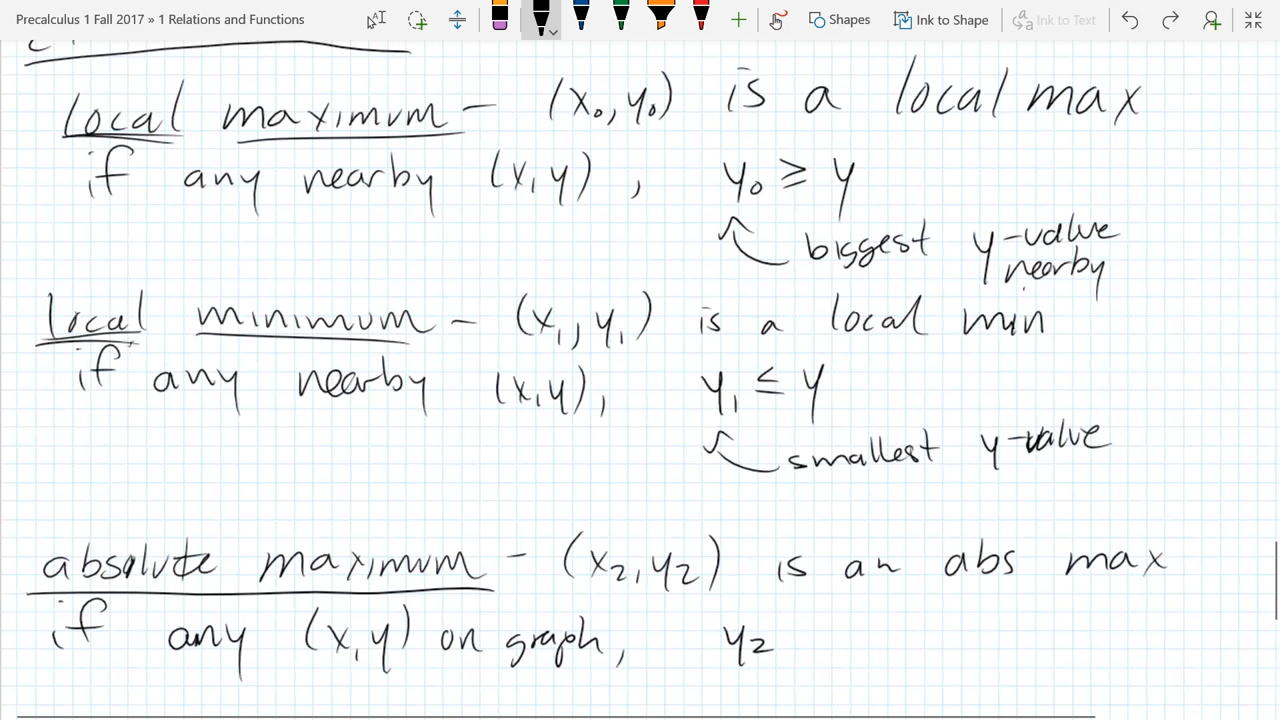 Precalculus 1 Fall 2017 » 1 Relations and Functions
Shapes
Ink to Shape
Ink to Text
local maximum - (x₀, y₀) is a local max
if any nearby (x, y), y₀ ≥ y
biggest y-value
nearby
local minimum - (x₁, y₁) is a local min
if any nearby (x, y), y₁ ≤ y
smallest y-value
absolute maximum - (x₂, y₂) is an abs max
if any (x, y) on graph, y₂